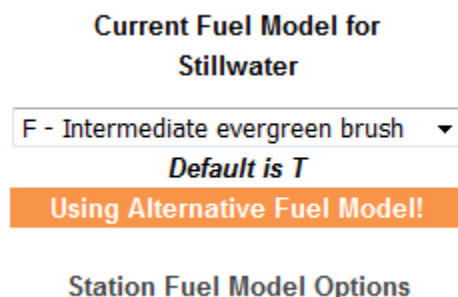 Current Fuel Model for
Stillwater
F - Intermediate evergreen brush
Default is T
Using Alternative Fuel Model!
Station Fuel Model Options